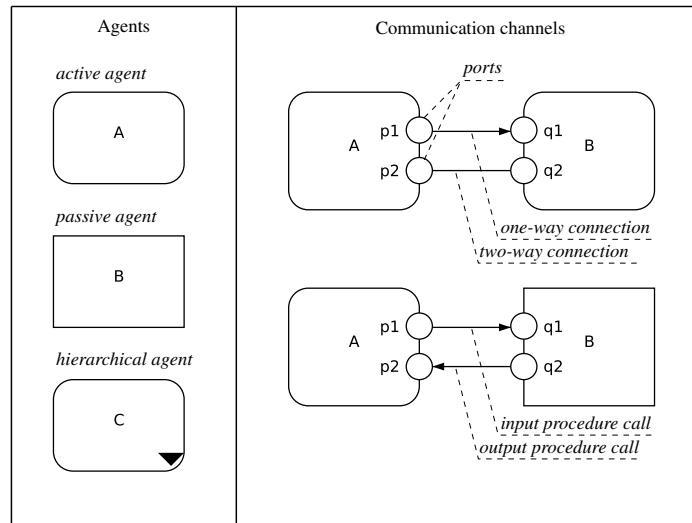 Agents
active agent
A
passive agent
B
hierarchical agent
C
Communication channels
ports
A
p1
p2
q1
q2
B
one-way connection
two-way connection
A
p1
p2
q1
q2
B
input procedure call
output procedure call